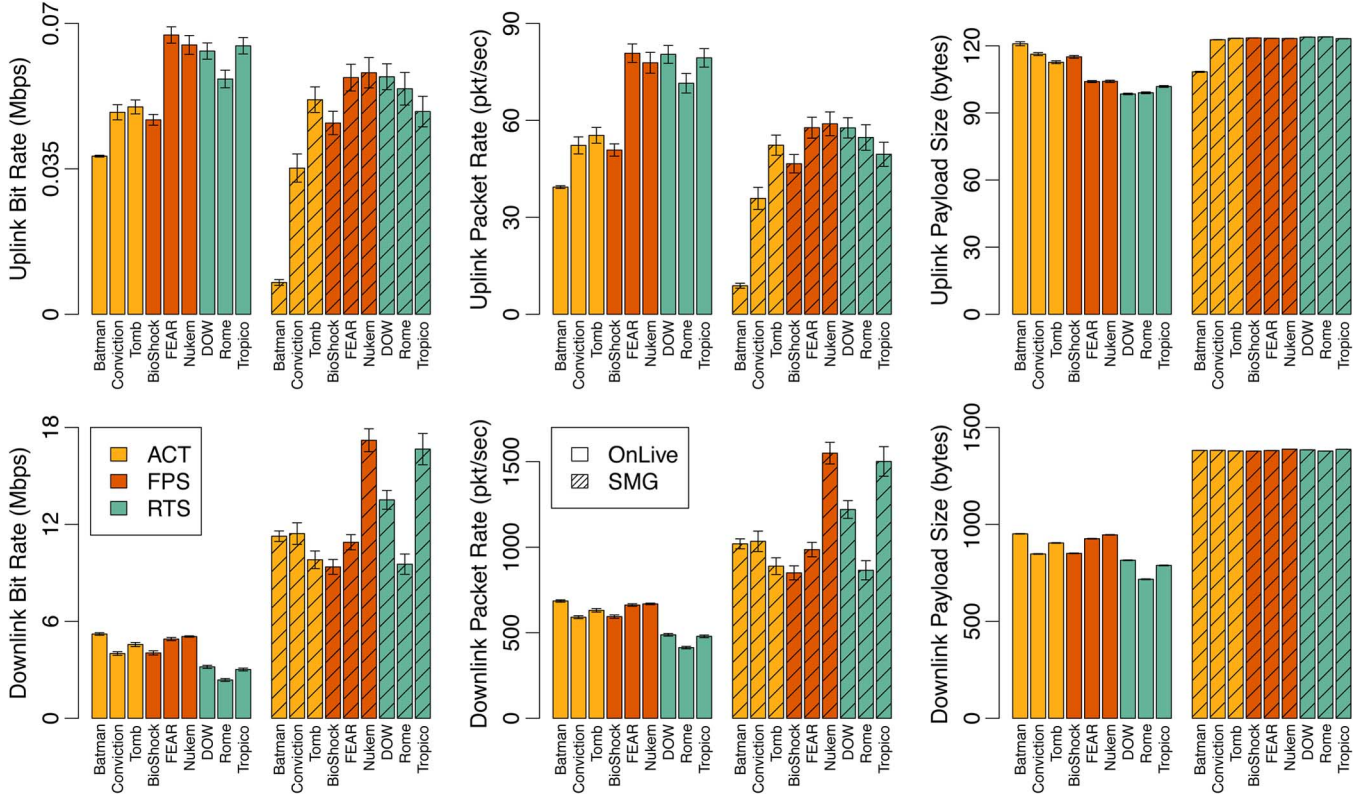 Uplink Bit Rate (Mbps)
0
0.035
0.07
Batman
Conviction
Tomb
BioShock
FEAR
Nukem
DOW
Rome
Tropico
Batman
Conviction
Tomb
BioShock
FEAR
Nukem
DOW
Rome
Tropico
Uplink Packet Rate (pkt/sec)
0
30
60
90
Batman
Conviction
Tomb
BioShock
FEAR
Nukem
DOW
Rome
Tropico
Batman
Conviction
Tomb
BioShock
FEAR
Nukem
DOW
Rome
Tropico
Uplink Payload Size (bytes)
0
30
60
90
120
Batman
Conviction
Tomb
BioShock
FEAR
Nukem
DOW
Rome
Tropico
Batman
Conviction
Tomb
BioShock
FEAR
Nukem
DOW
Rome
Tropico
Downlink Bit Rate (Mbps)
0
6
12
18
ACT
FPS
RTS
Batman
Conviction
Tomb
BioShock
FEAR
Nukem
DOW
Rome
Tropico
Batman
Conviction
Tomb
BioShock
FEAR
Nukem
DOW
Rome
Tropico
Downlink Packet Rate (pkt/sec)
0
500
1000
1500
OnLive
SMG
Batman
Conviction
Tomb
BioShock
FEAR
Nukem
DOW
Rome
Tropico
Batman
Conviction
Tomb
BioShock
FEAR
Nukem
DOW
Rome
Tropico
Downlink Payload Size (bytes)
0
500
1000
1500
Batman
Conviction
Tomb
BioShock
FEAR
Nukem
DOW
Rome
Tropico
Batman
Conviction
Tomb
BioShock
FEAR
Nukem
DOW
Rome
Tropico